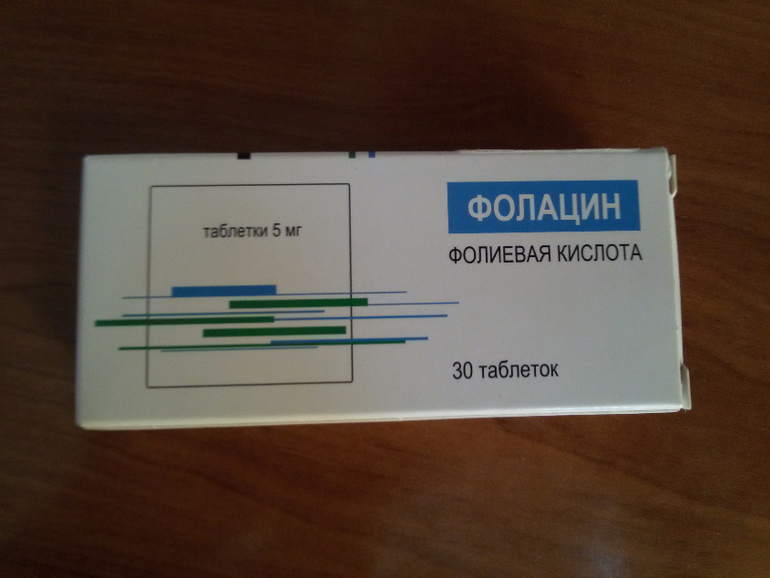 таблетки 5 мг
ФОЛАЦИН
ФОЛИЕВАЯ КИСЛОТА
30 таблеток